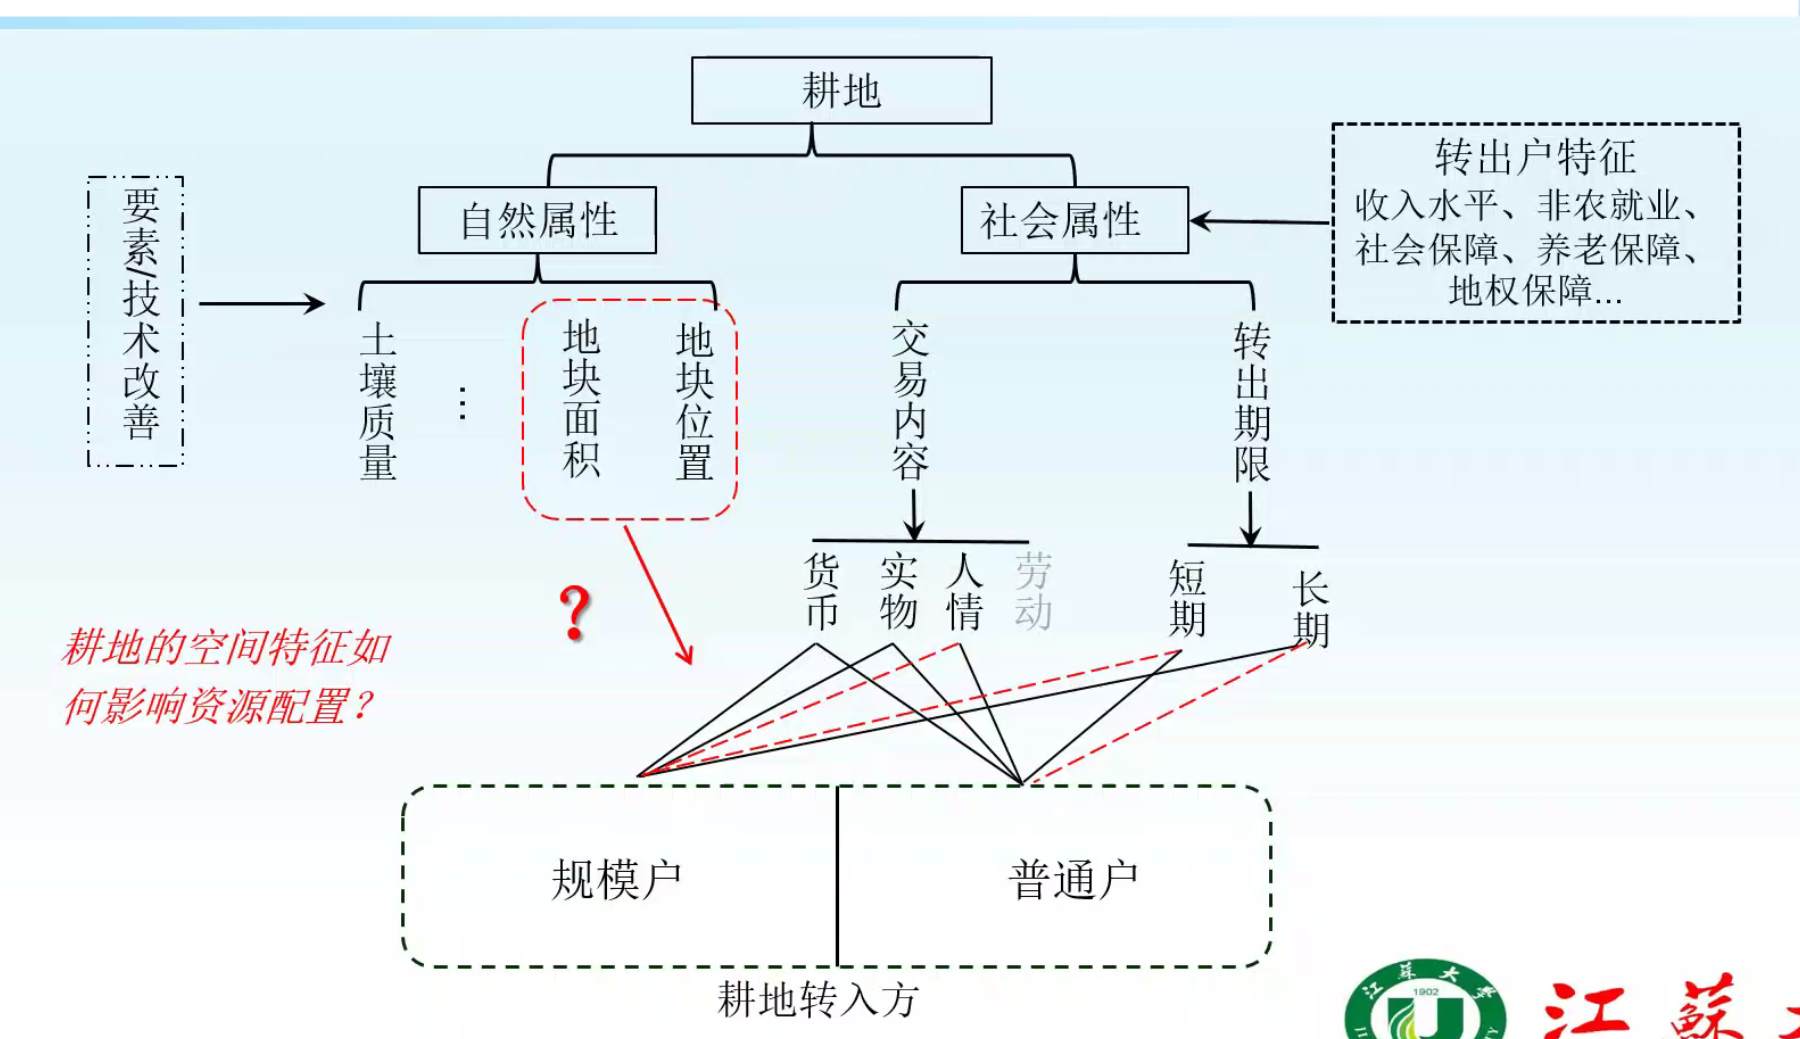 耕地
自然属性
社会属性
转出户特征
收入水平、非农就业、
社会保障、养老保障、
地权保障...
要素/技术改善
土壤质量
...
地块面积
地块位置
交易内容
转出期限
货币
实物
人情
劳动
短期
长期
?
耕地的空间特征如
何影响资源配置？
规模户
普通户
耕地转入方
江蘇大學
1902
江蘇